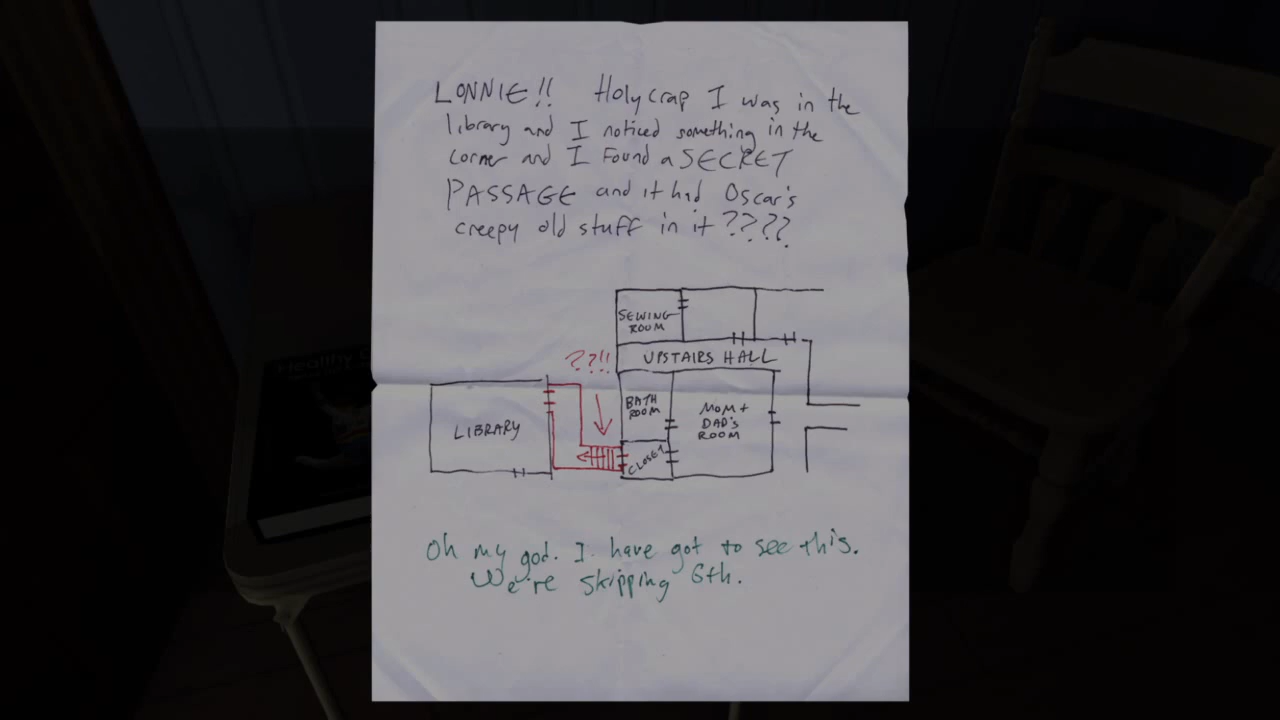 LONNIE!! Holy crap I was in the
library and I noticed something in the
corner and I found a SECRET
PASSAGE and it had Oscar's
creepy old stuff in it ????
SEWING
ROOM
??!!
UPSTAIRS HALL
LIBRARY
BATH
ROOM
MOM +
DAD'S
ROOM
CLOSET
Oh my god. I have got to see this.
We're skipping 6th.
Healthy